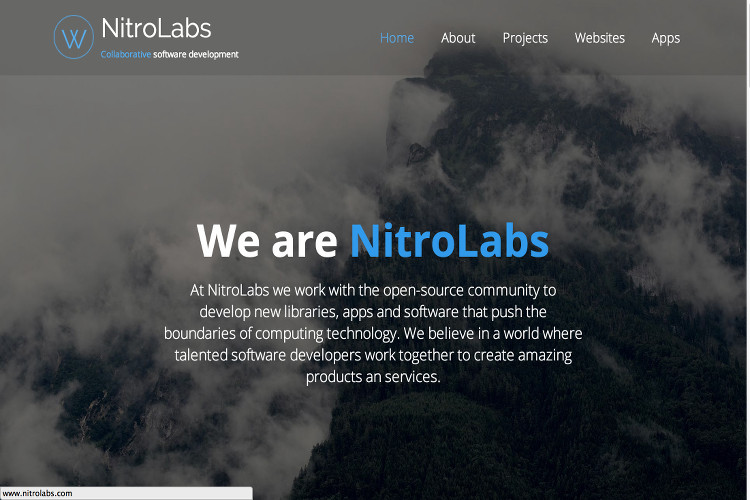 NitroLabs
Collaborative software development
Home About Projects Websites Apps
We are NitroLabs
At NitroLabs we work with the open-source community to
develop new libraries, apps and software that push the
boundaries of computing technology. We believe in a world where
talented software developers work together to create amazing
products an services.
www.nitrolabs.com